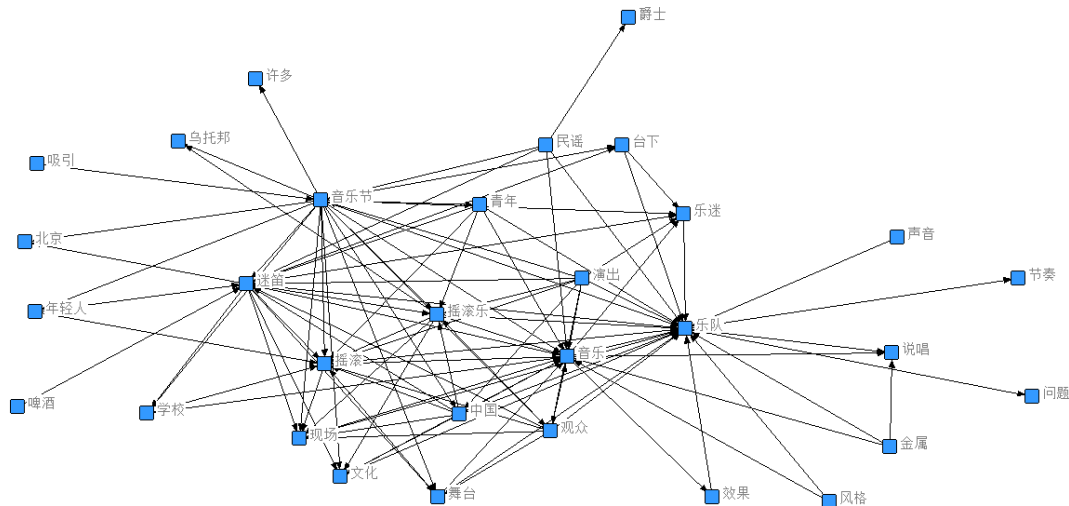 爵士
许多
乌托邦
民谣
台下
吸引
音乐节
青年
乐迷
声音
北京
迷笛
演出
节奏
年轻人
摇滚乐
乐队
音乐
说唱
摇滚
问题
啤酒
学校
中国
现场
观众
金属
文化
舞台
效果
风格